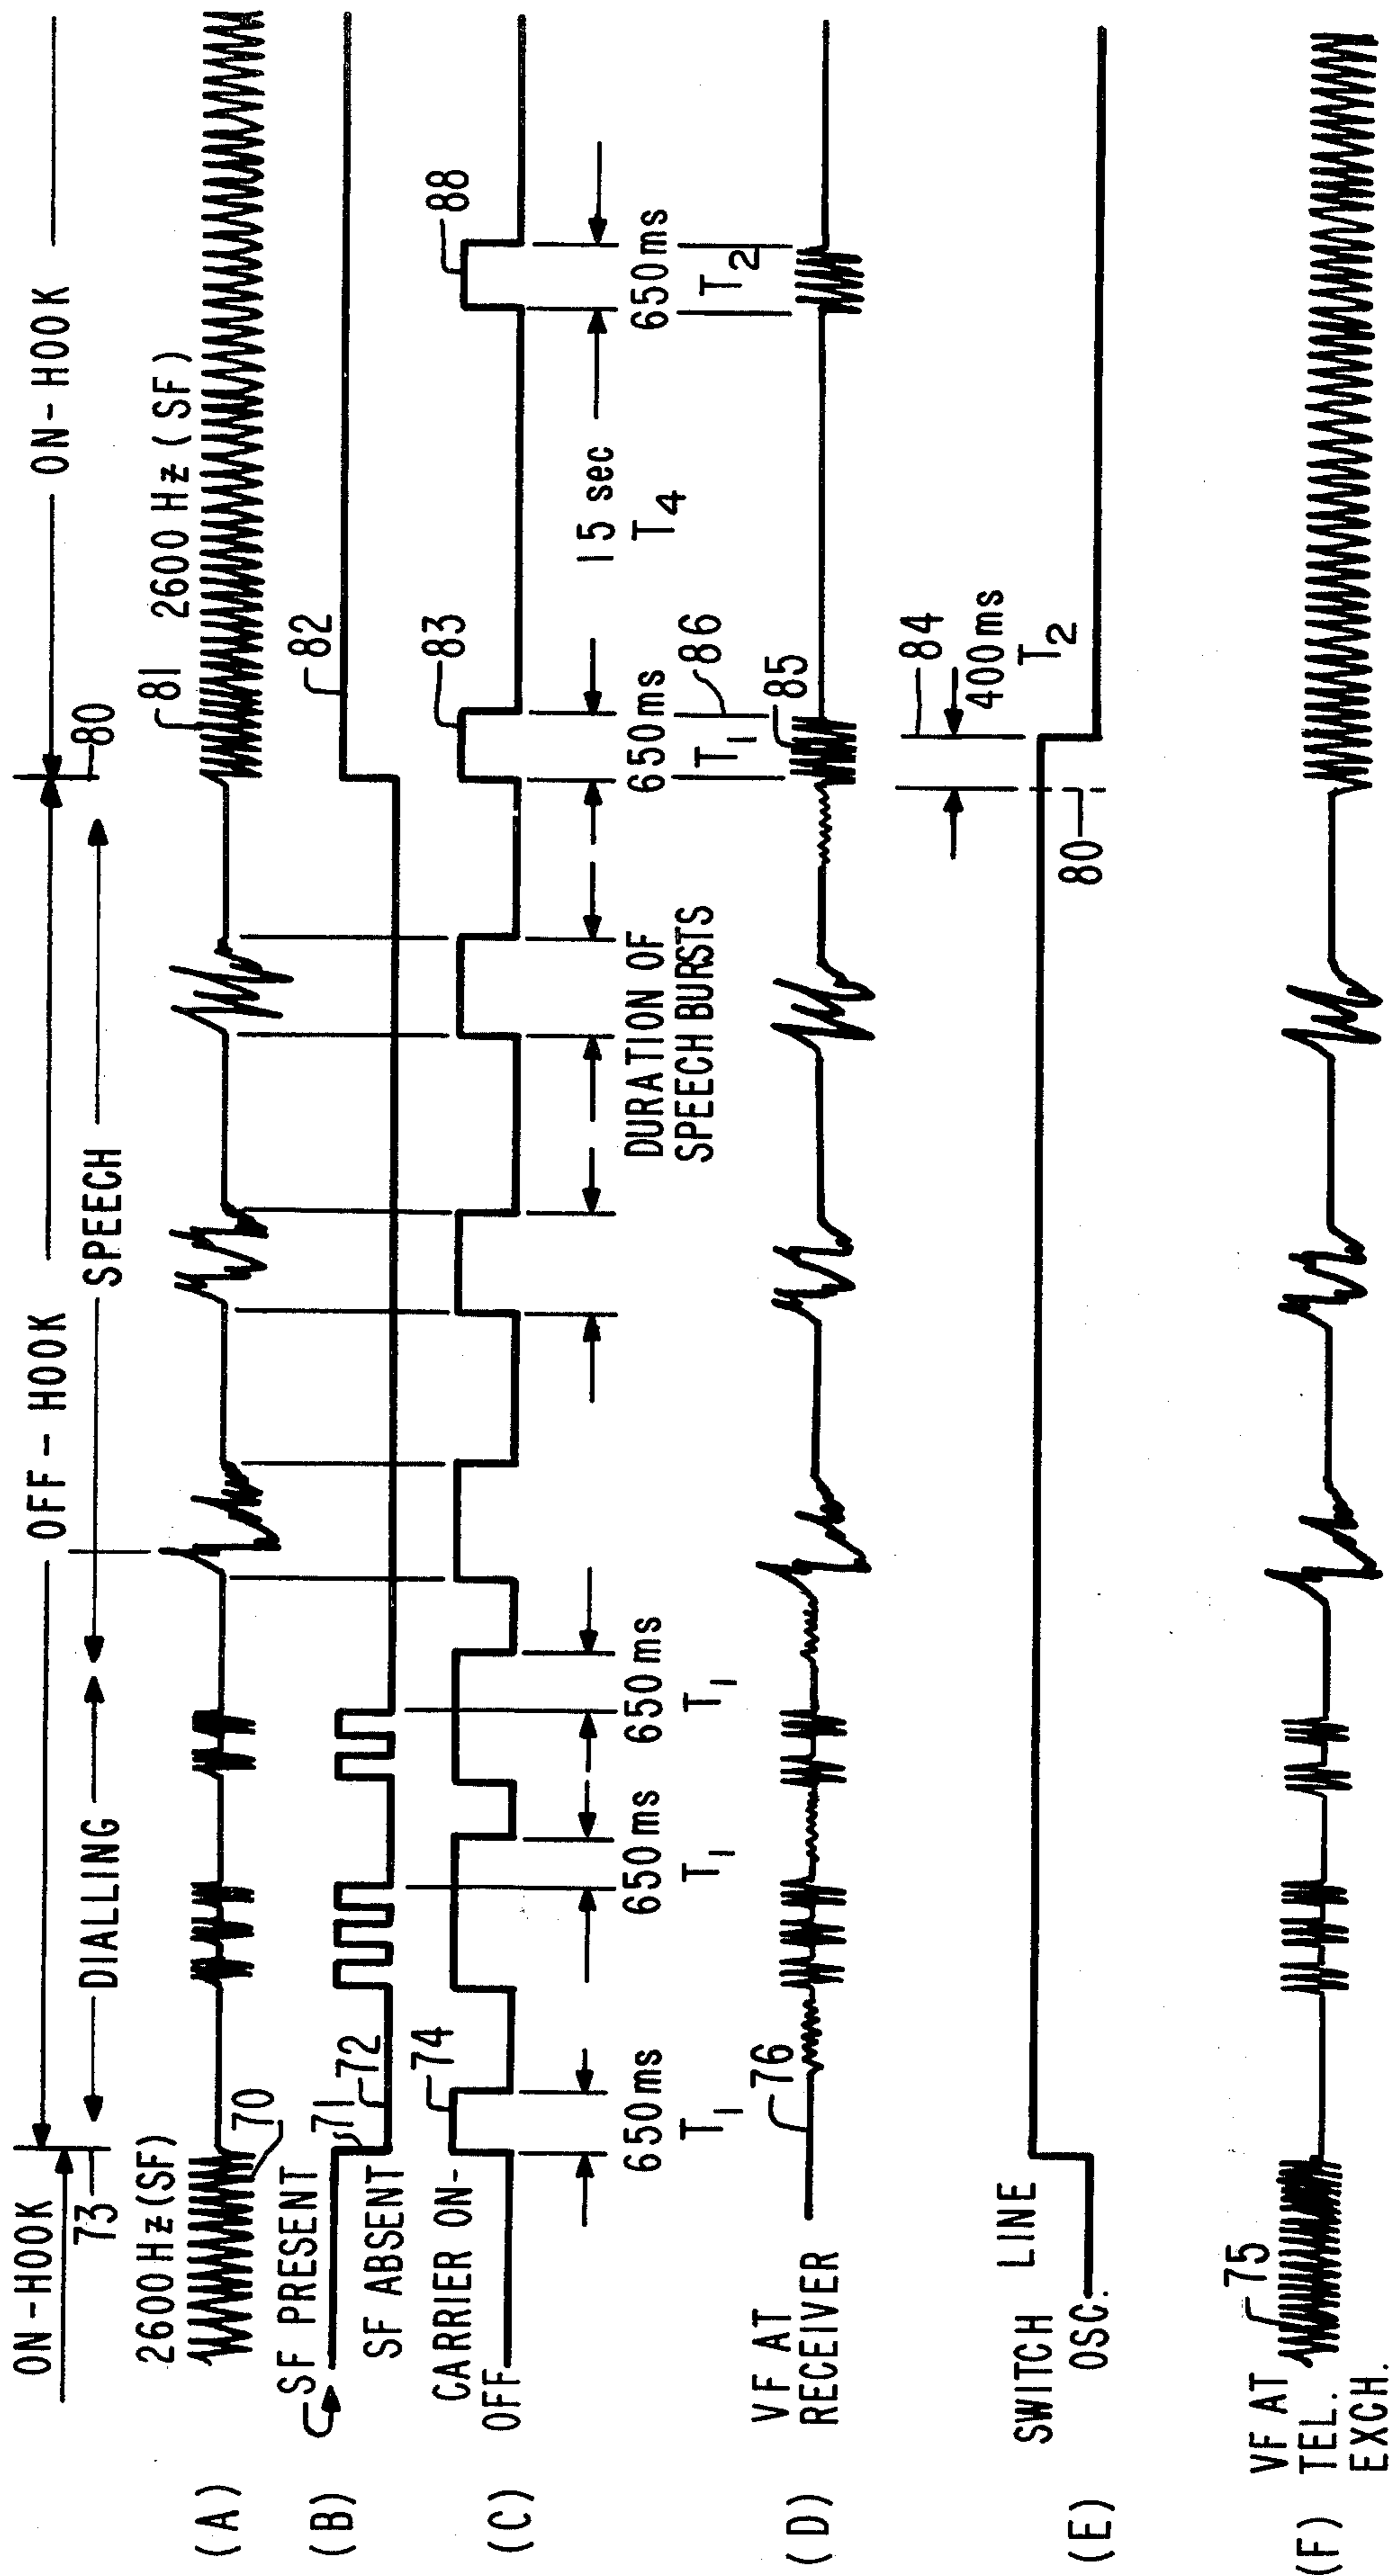 ON-HOOK
OFF-HOOK
ON-HOOK
73
DIALLING
SPEECH
80
(A)
2600 Hz (SF)
70
81
2600 Hz (SF)
(B)
SF PRESENT
71
SF ABSENT
72
82
(C)
CARRIER ON-
OFF
74
83
88
650 ms
T1
650 ms
T1
650 ms
T1
DURATION OF
SPEECH BURSTS
650 ms
T1
86
15 sec
T4
650 ms
T2
(D)
VF AT
RECEIVER
76
85
(E)
SWITCH
LINE
OSC.
80
84
400 ms
T2
(F)
VF AT
TEL.
EXCH.
75